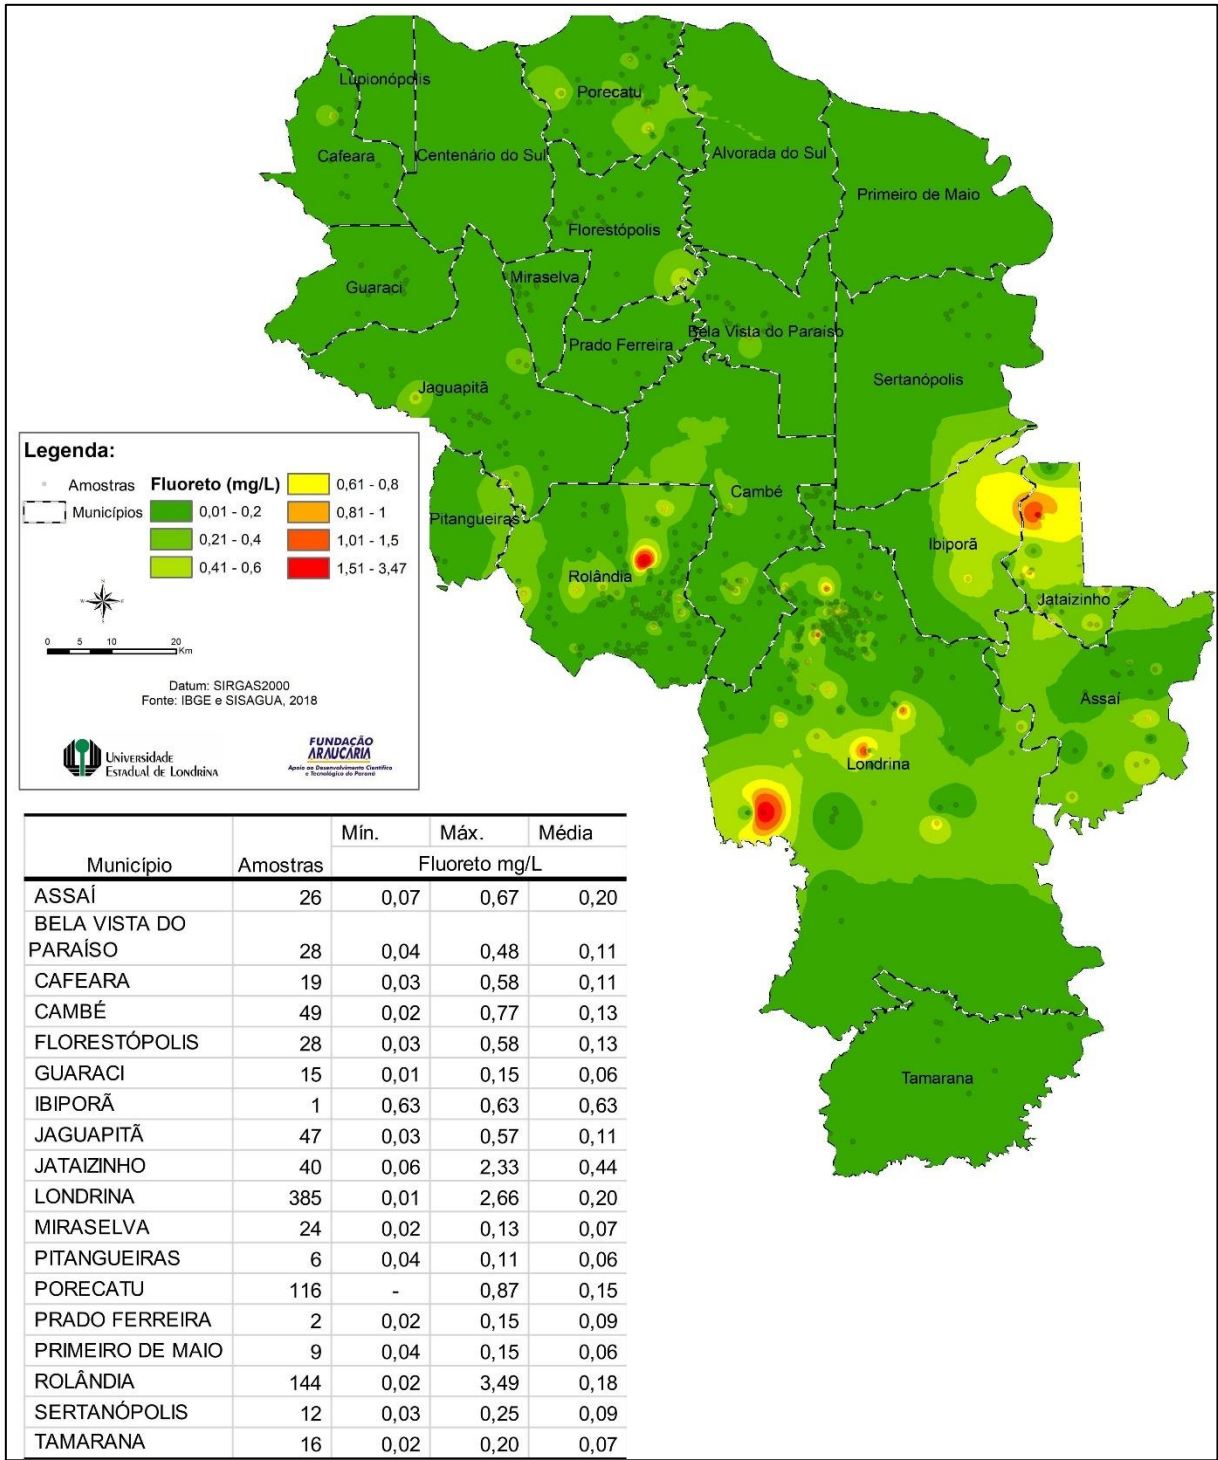 Lupionópolis
Porecatu
Cafeara
Centenário do Sul
Alvorada do Sul
Primeiro de Maio
Florestópolis
Guaraci
Miraselva
Bela Vista do Paraíso
Prado Ferreira
Sertanópolis
Jaguapitã
Legenda:
Amostras
Municípios
Fluoreto (mg/L)
0,01 - 0,2
0,21 - 0,4
0,41 - 0,6
0,61 - 0,8
0,81 - 1
1,01 - 1,5
1,51 - 3,47
0 5 10 20
Km
Datum: SIRGAS2000
Fonte: IBGE e SISAGUA, 2018
UNIVERSIDADE
ESTADUAL DE LONDRINA
FUNDAÇÃO
ARAUCÁRIA
Apoio ao Desenvolvimento Científico
e Tecnológico do Paraná
Pitangueiras
Cambé
Rolândia
Ibiporã
Jataizinho
Assaí
Londrina
Tamarana
Município Amostras Mín. Máx. Média
Fluoreto mg/L
ASSAÍ 26 0,07 0,67 0,20
BELA VISTA DO
PARAÍSO 28 0,04 0,48 0,11
CAFEARA 19 0,03 0,58 0,11
CAMBÉ 49 0,02 0,77 0,13
FLORESTÓPOLIS 28 0,03 0,58 0,13
GUARACI 15 0,01 0,15 0,06
IBIPORÃ 1 0,63 0,63 0,63
JAGUAPITÃ 47 0,03 0,57 0,11
JATAIZINHO 40 0,06 2,33 0,44
LONDRINA 385 0,01 2,66 0,20
MIRASELVA 24 0,02 0,13 0,07
PITANGUEIRAS 6 0,04 0,11 0,06
PORECATU 116 - 0,87 0,15
PRADO FERREIRA 2 0,02 0,15 0,09
PRIMEIRO DE MAIO 9 0,04 0,15 0,06
ROLÂNDIA 144 0,02 3,49 0,18
SERTANÓPOLIS 12 0,03 0,25 0,09
TAMARANA 16 0,02 0,20 0,07